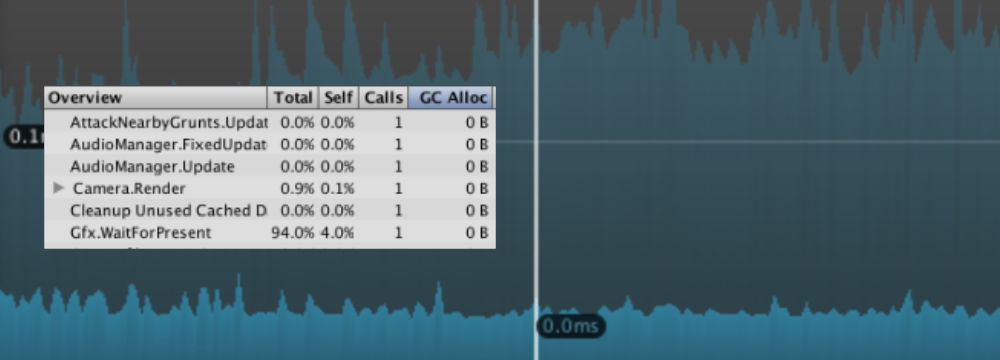 Overview Total Self Calls GC Alloc
AttackNearbyGrunts.Updat 0.0% 0.0% 1 0 B
0.1
AudioManager.FixedUpdat 0.0% 0.0% 1 0 B
AudioManager.Update 0.0% 0.0% 1 0 B
Camera.Render 0.9% 0.1% 1 0 B
Cleanup Unused Cached D 0.0% 0.0% 1 0 B
Gfx.WaitForPresent 94.0% 4.0% 1 0 B
0.0ms